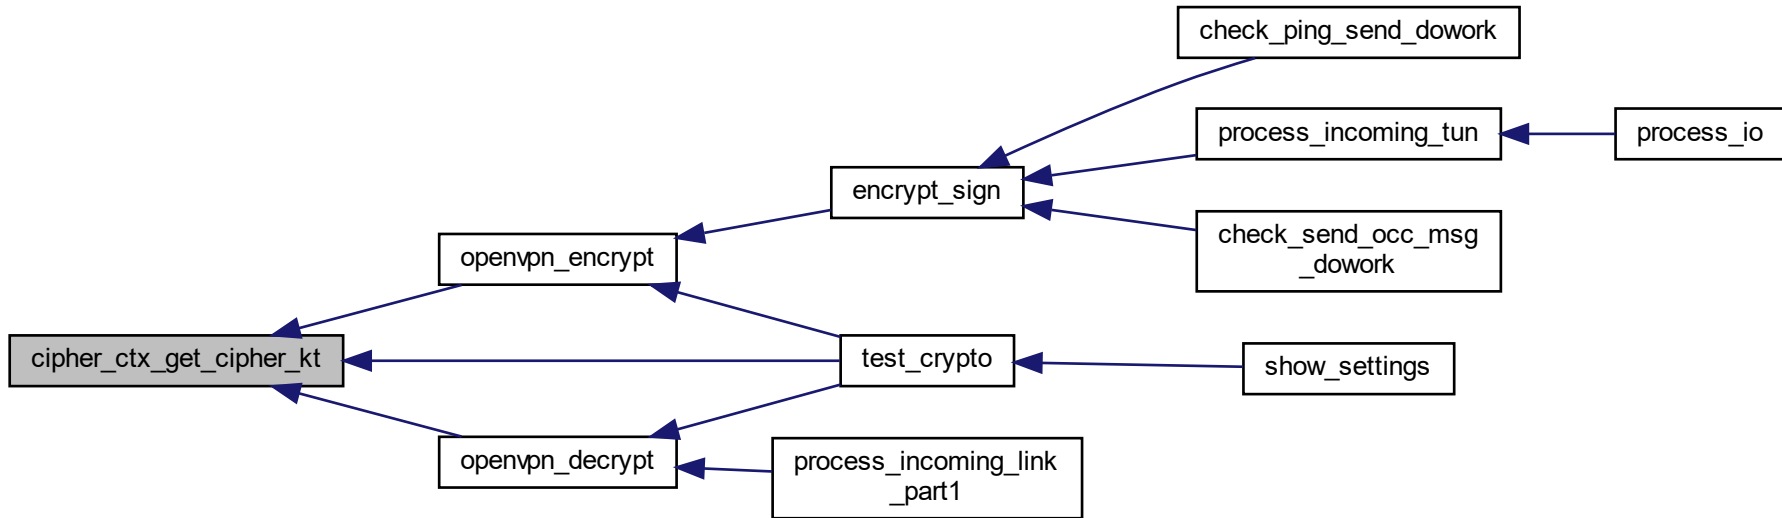 check_ping_send_dowork
process_incoming_tun
process_io
encrypt_sign
check_send_occ_msg
_dowork
openvpn_encrypt
cipher_ctx_get_cipher_kt
test_crypto
show_settings
openvpn_decrypt
process_incoming_link
_part1